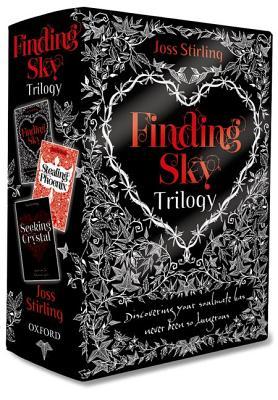 Finding
Sky
Trilogy
Finding
Sky
Stealing
Phoenix
Seeking
Crystal
Joss
Stirling
OXFORD
Joss Stirling
Finding
Sky
Trilogy
Discovering your soulmate has
never been so dangerous